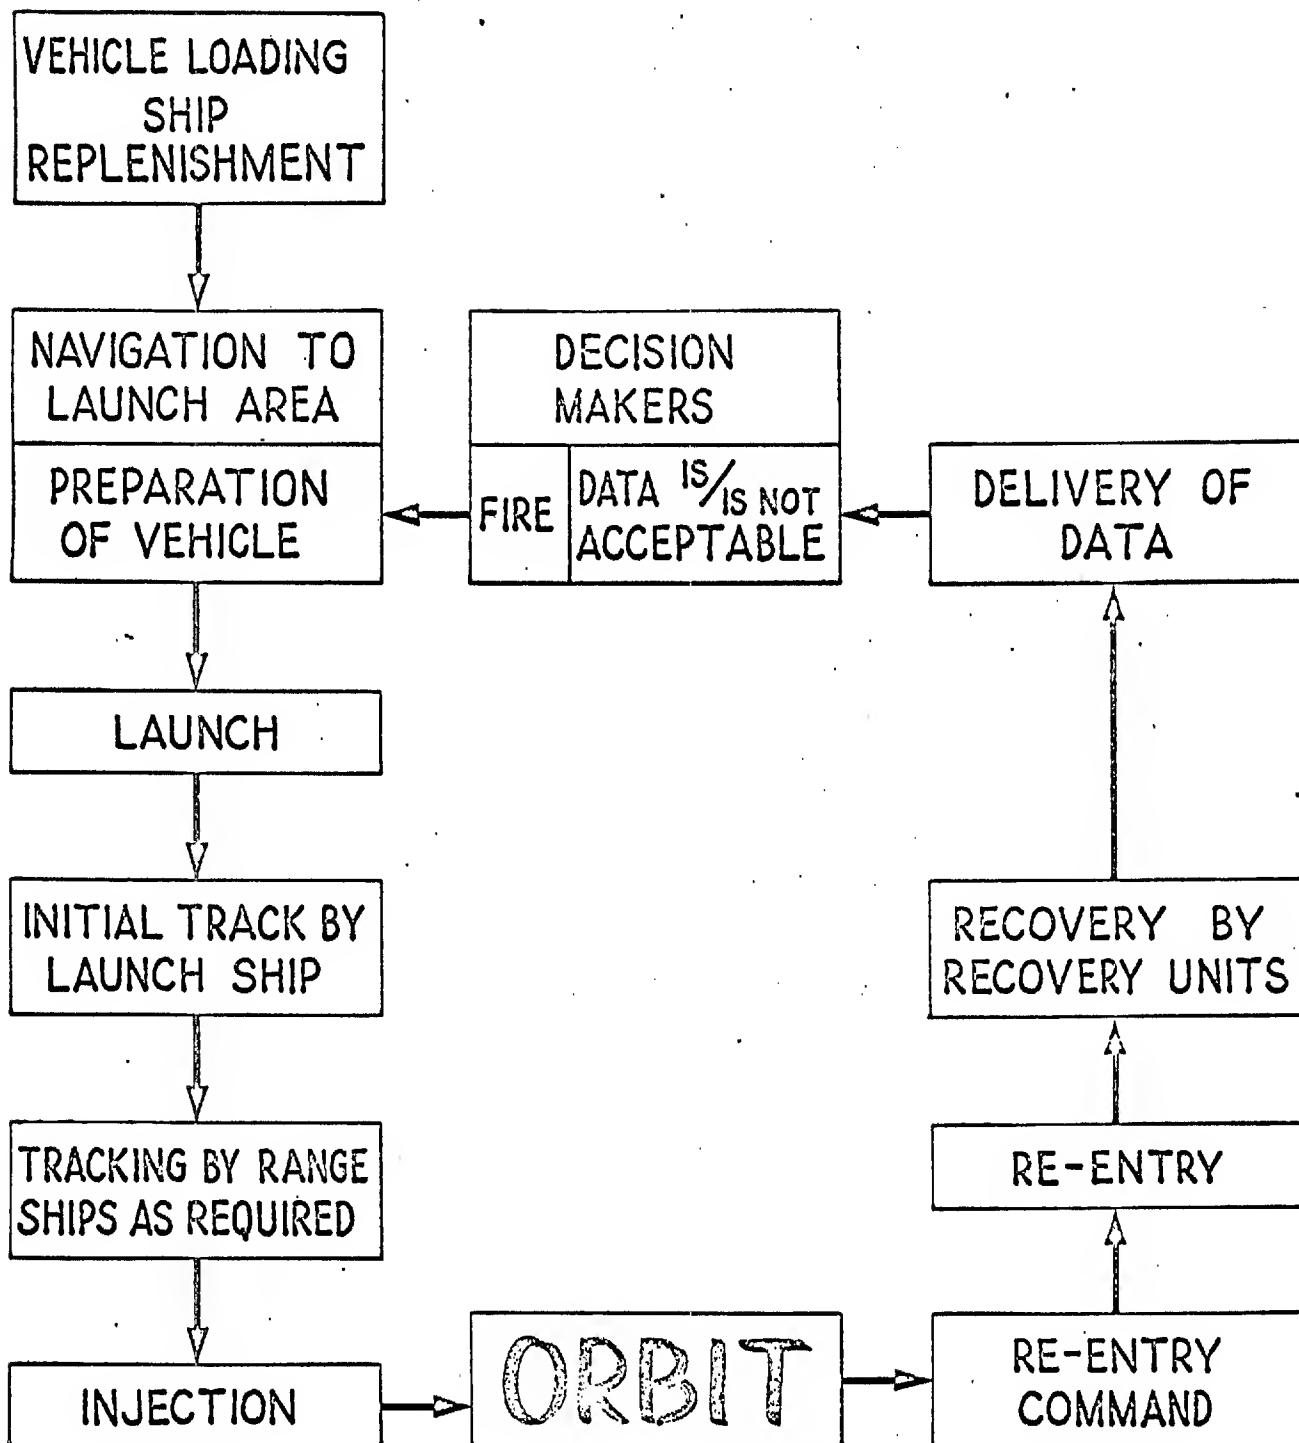 VEHICLE LOADING
SHIP
REPLENISHMENT
NAVIGATION TO
LAUNCH AREA
PREPARATION
OF VEHICLE
DECISION
MAKERS
FIRE
DATA IS/IS NOT
ACCEPTABLE
DELIVERY OF
DATA
LAUNCH
INITIAL TRACK BY
LAUNCH SHIP
RECOVERY BY
RECOVERY UNITS
TRACKING BY RANGE
SHIPS AS REQUIRED
RE-ENTRY
INJECTION
ORBIT
RE-ENTRY
COMMAND